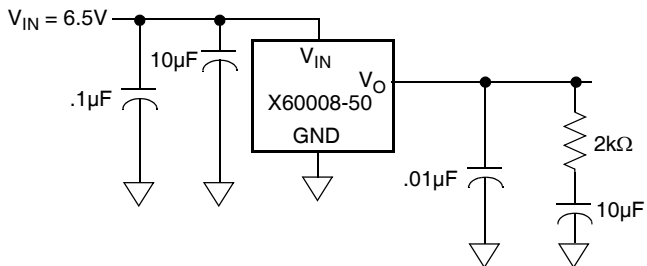 V_IN = 6.5V
10µF
.1µF
V_IN
V_O
X60008-50
GND
.01µF
2kΩ
10µF